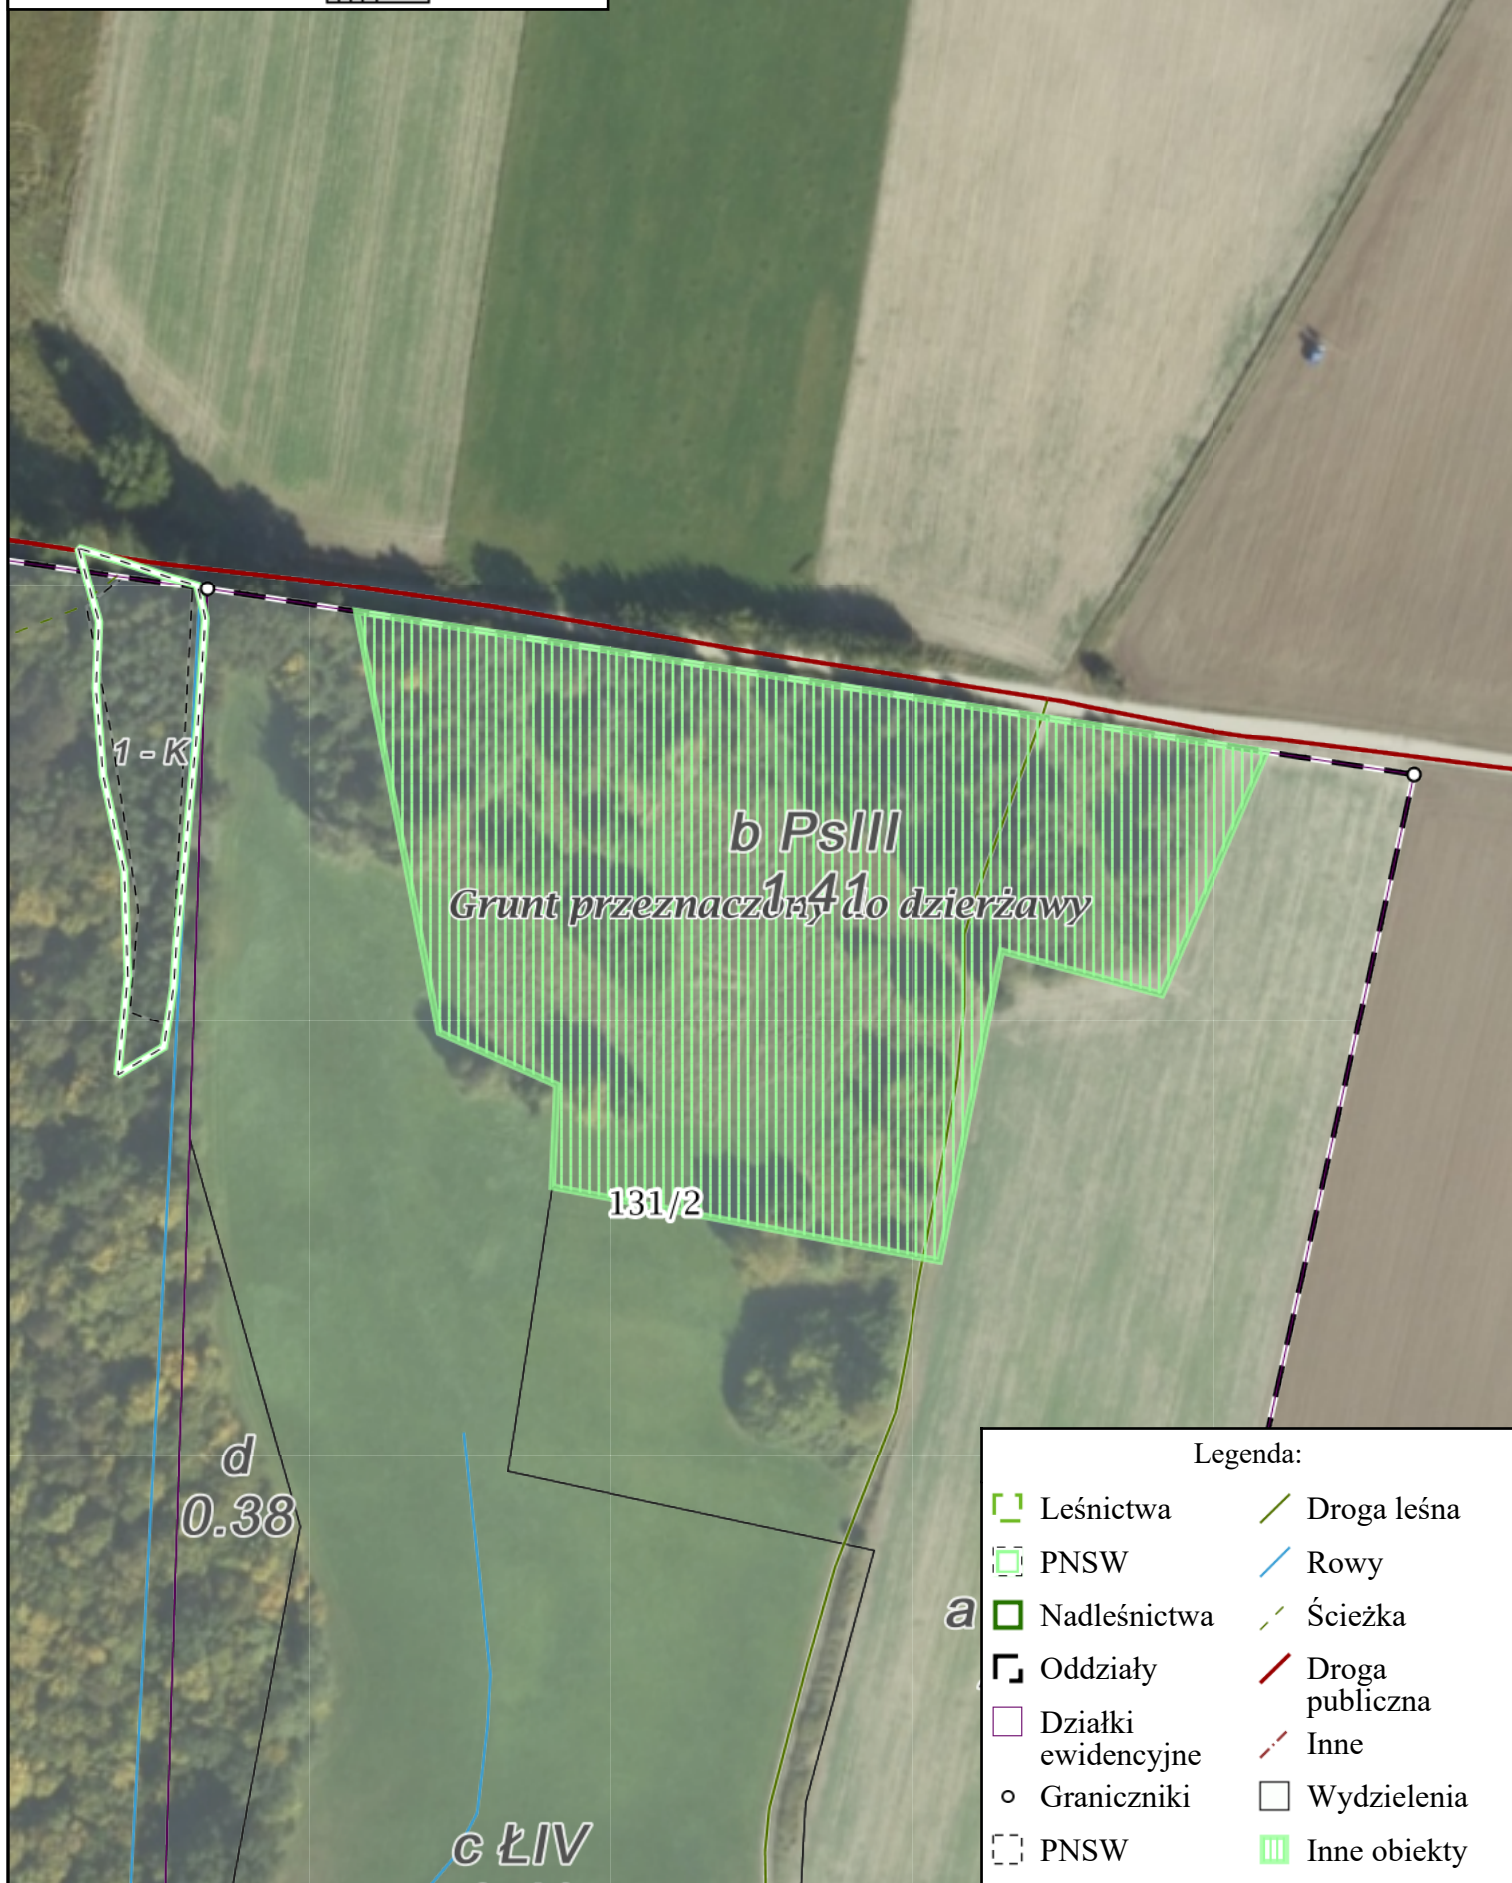 1 - K
b PsIII
1.41
Grunt przeznaczony do dzierżawy
131/2
d
0.38
a
c ŁIV
Legenda:
Leśnictwa
PNSW
Nadleśnictwa
Oddziały
Działki
ewidencyjne
Graniczniki
PNSW
Droga leśna
Rowy
Ścieżka
Droga
publiczna
Inne
Wydzielenia
Inne obiekty